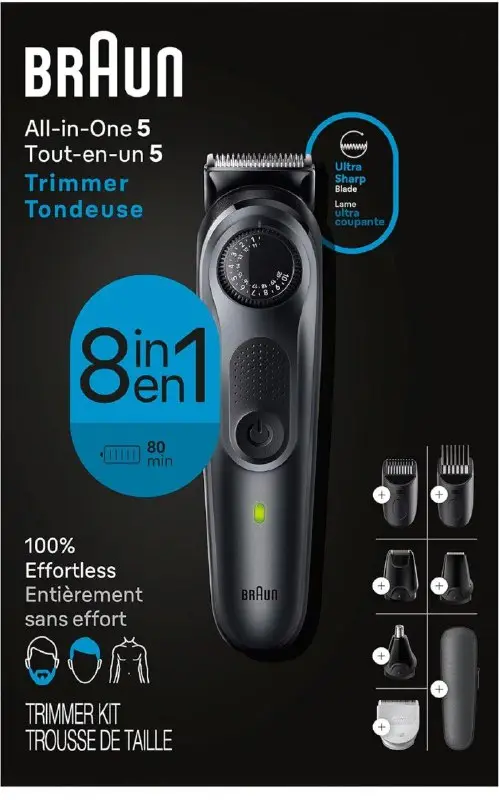 BRAUN
All-in-One 5
Tout-en-un 5
Trimmer
Tondeuse
Ultra
Sharp
Blade
Lame
ultra
coupante
8 in 1
en
80
min
BRAUN
100%
Effortless
Entièrement
sans effort
TRIMMER KIT
TROUSSE DE TAILLE